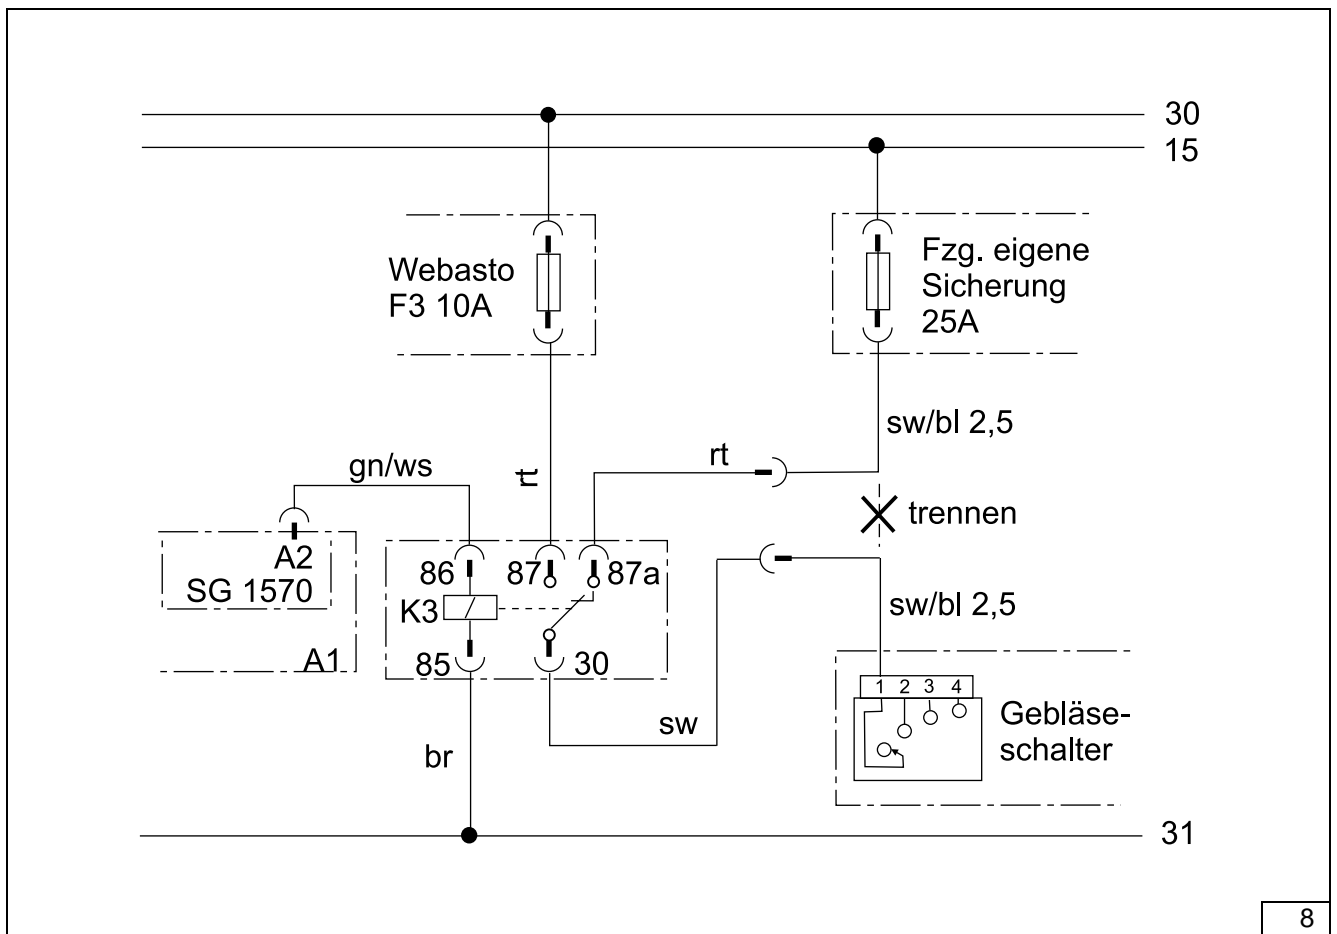 30
15
Webasto
F3 10A
Fzg. eigene
Sicherung
25A
sw/bl 2,5
gn/ws
rt
rt
trennen
A2
SG 1570
A1
86
87
87a
K3
85
30
sw/bl 2,5
1 2 3 4
Gebläse-
schalter
sw
br
31
8